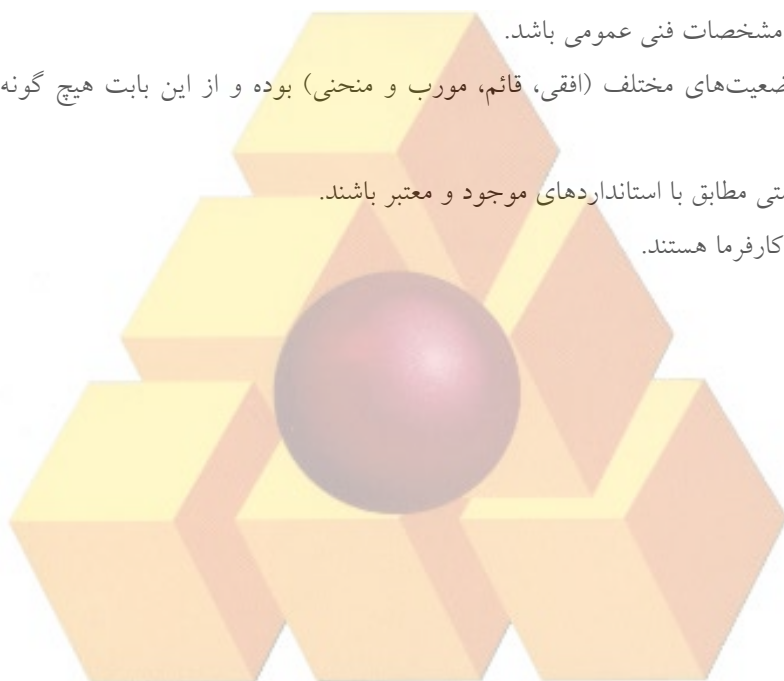 مشخصات فنی عمومی باشد.
ضعیت‌های مختلف (افقی، قائم، مورب و منحنی) بوده و از این بابت هیچ گونه
تی مطابق با استانداردهای موجود و معتبر باشند.
کارفرما هستند.